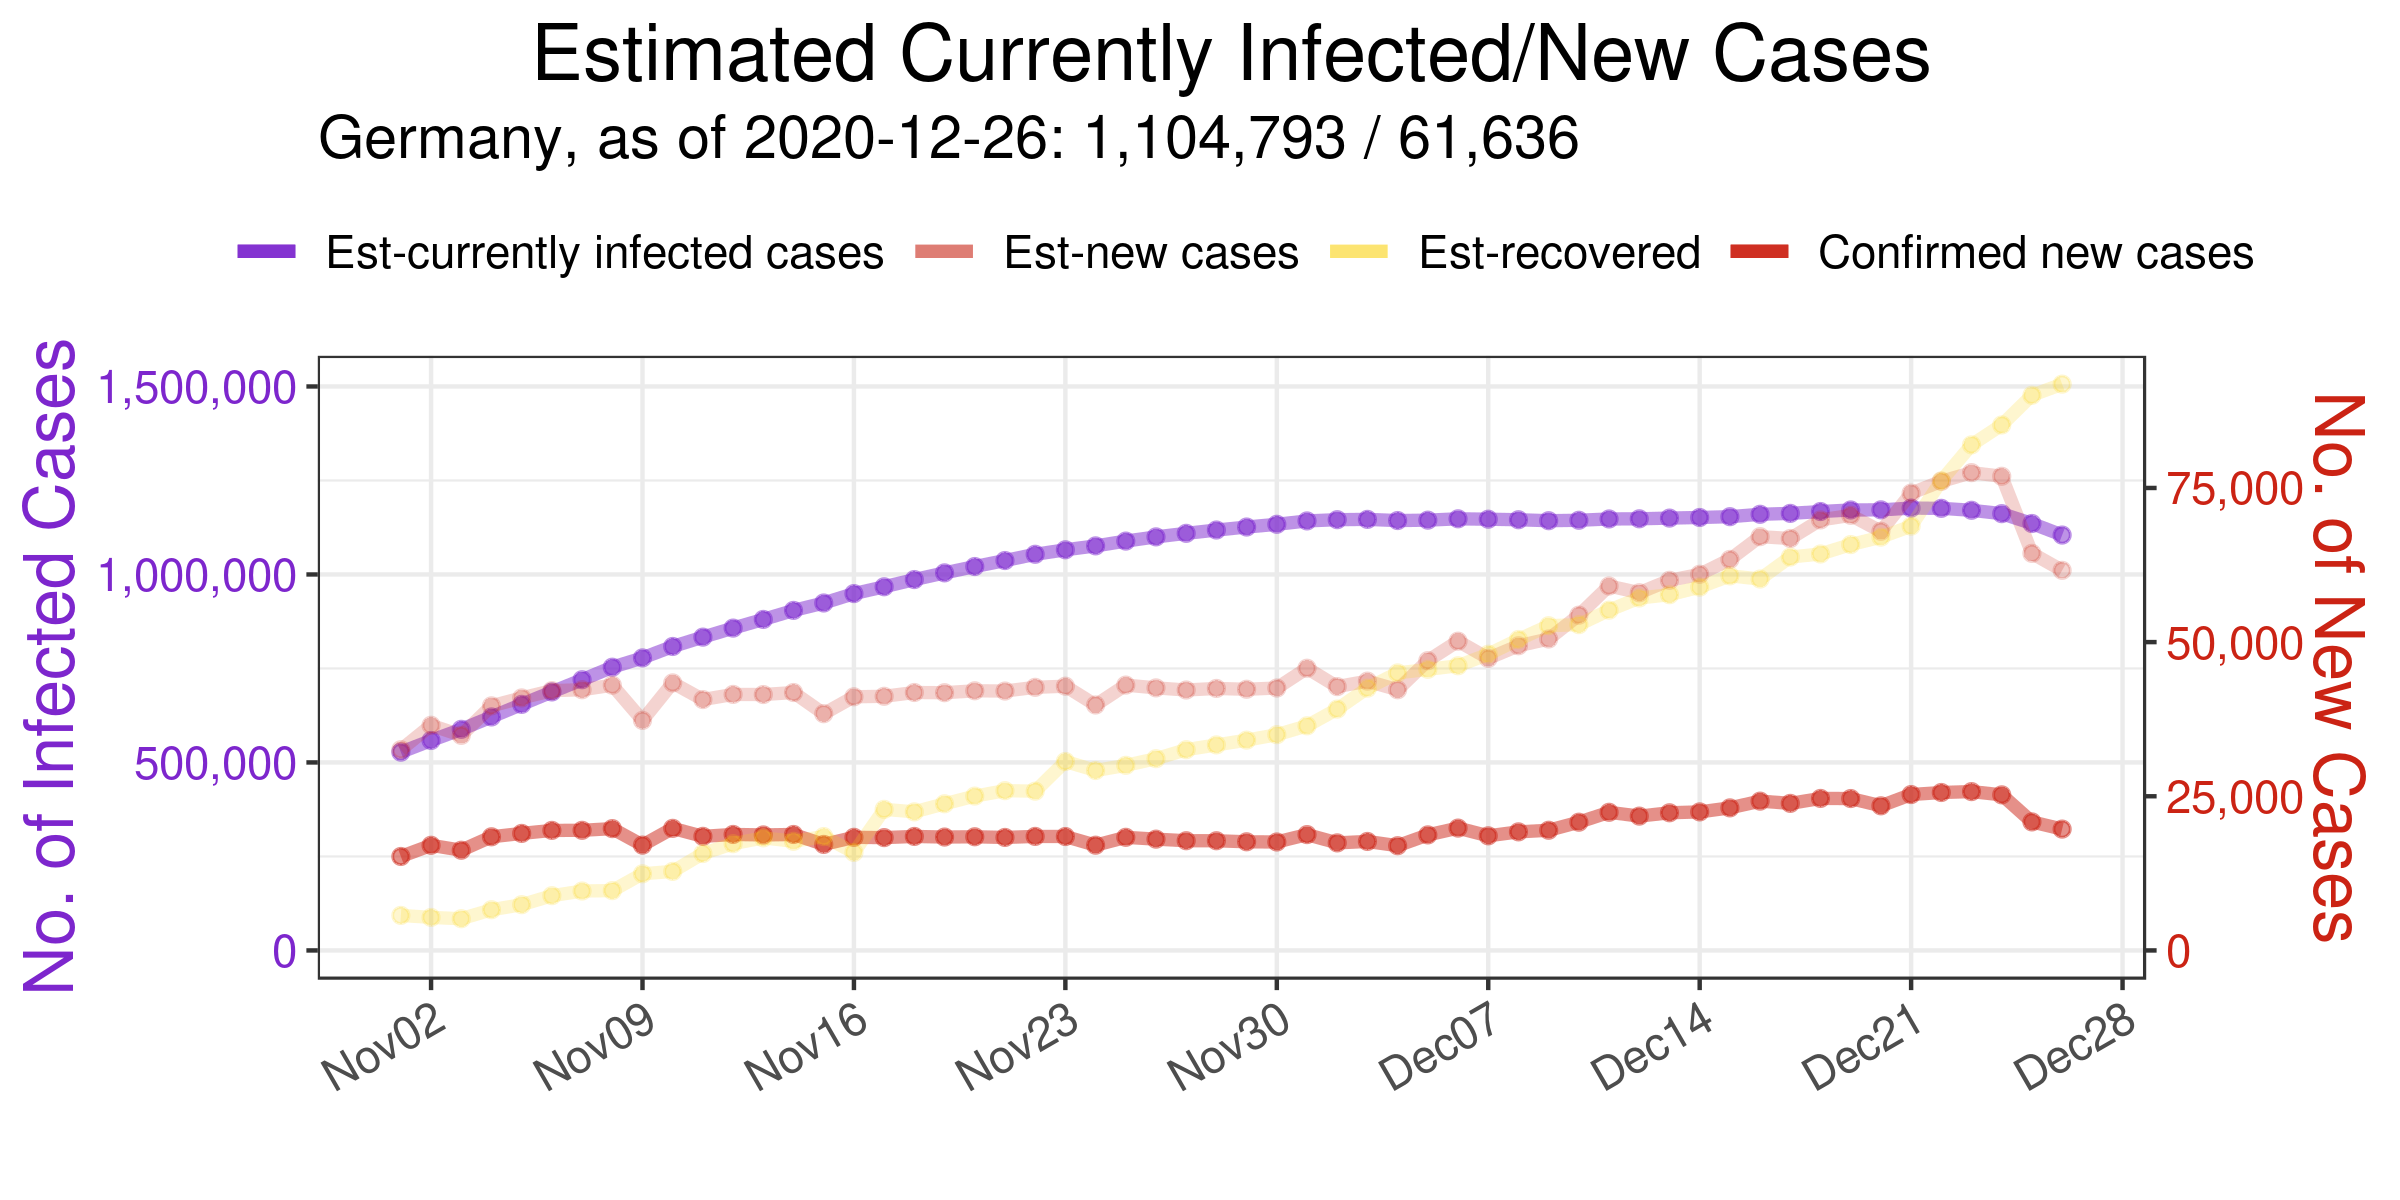 Estimated Currently Infected/New Cases
Germany, as of 2020-12-26: 1,104,793 / 61,636
Est-currently infected cases Est-new cases Est-recovered Confirmed new cases
No. of Infected Cases
1,500,000
1,000,000
500,000
0
75,000
50,000
25,000
0
No. of New Cases
Nov02 Nov09 Nov16 Nov23 Nov30 Dec07 Dec14 Dec21 Dec28